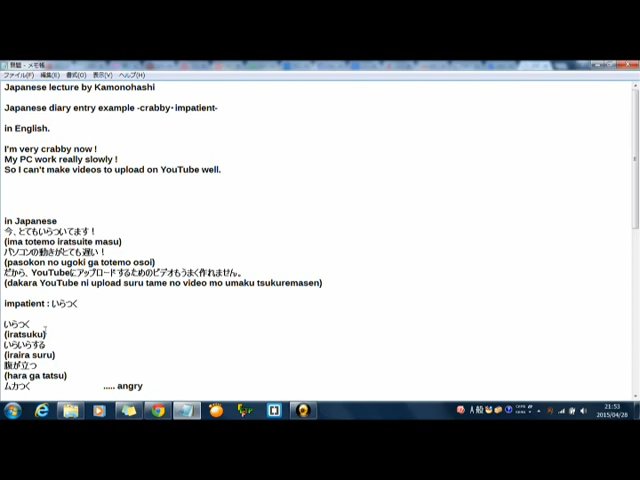 無題 - メモ帳
ファイル(F) 編集(E) 書式(O) 表示(V) ヘルプ(H)
Japanese lecture by Kamonohashi
Japanese diary entry example -crabby・impatient-
in English.
I'm very crabby now !
My PC work really slowly !
So I can't make videos to upload on YouTube well.
in Japanese
今、とてもいらついてます！
(ima totemo iratsuite masu)
パソコンの動きがとても遅い！
(pasokon no ugoki ga totemo osoi)
だから、YouTubeにアップロードするためのビデオもうまく作れません。
(dakara YouTube ni upload suru tame no video mo umaku tsukuremasen)
impatient : いらつく
いらつく
(iratsuku)
いらいらする
(iraira suru)
腹が立つ
(hara ga tatsu)
ムカつく ..... angry
A 般
21:53
2015/04/28